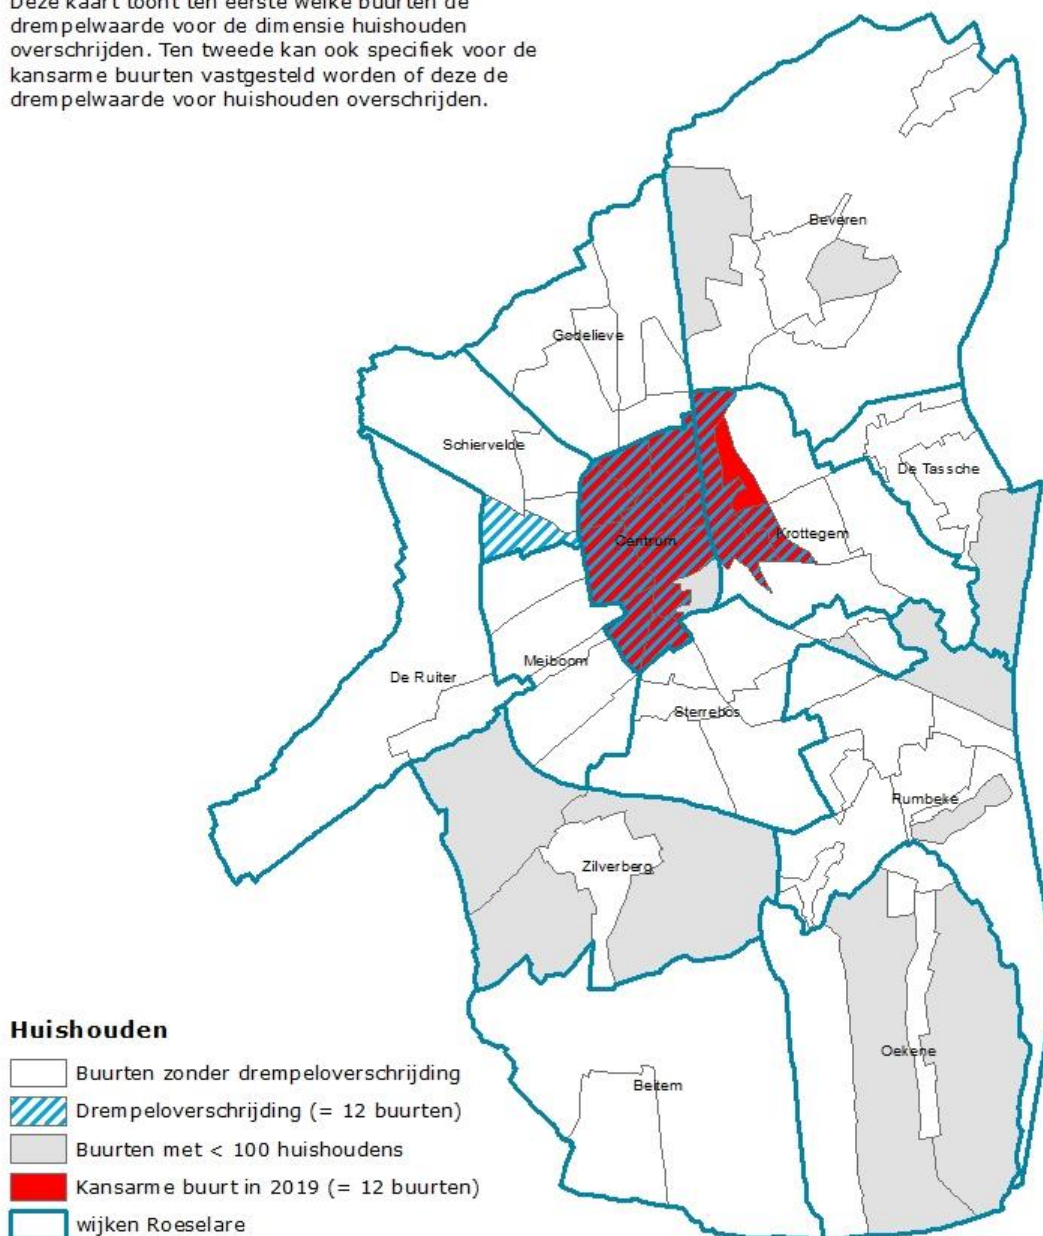 Deze kaart toont ten eerste welke buurten de
drempelwaarde voor de dimensie huishouden
overschrijden. Ten tweede kan ook specifiek voor de
kansarme buurten vastgesteld worden of deze de
drempelwaarde voor huishouden overschrijden.
Beveren
Godelieve
Schiervelde
De Tassche
Krottegem
Centrum
Meiboom
De Ruiter
Sterrebos
Rumbeke
Zilverberg
Oekene
Beitem
Huishouden
Buurten zonder drempeloverschrijding
Drempeloverschrijding (= 12 buurten)
Buurten met < 100 huishoudens
Kansarme buurt in 2019 (= 12 buurten)
wijken Roeselare